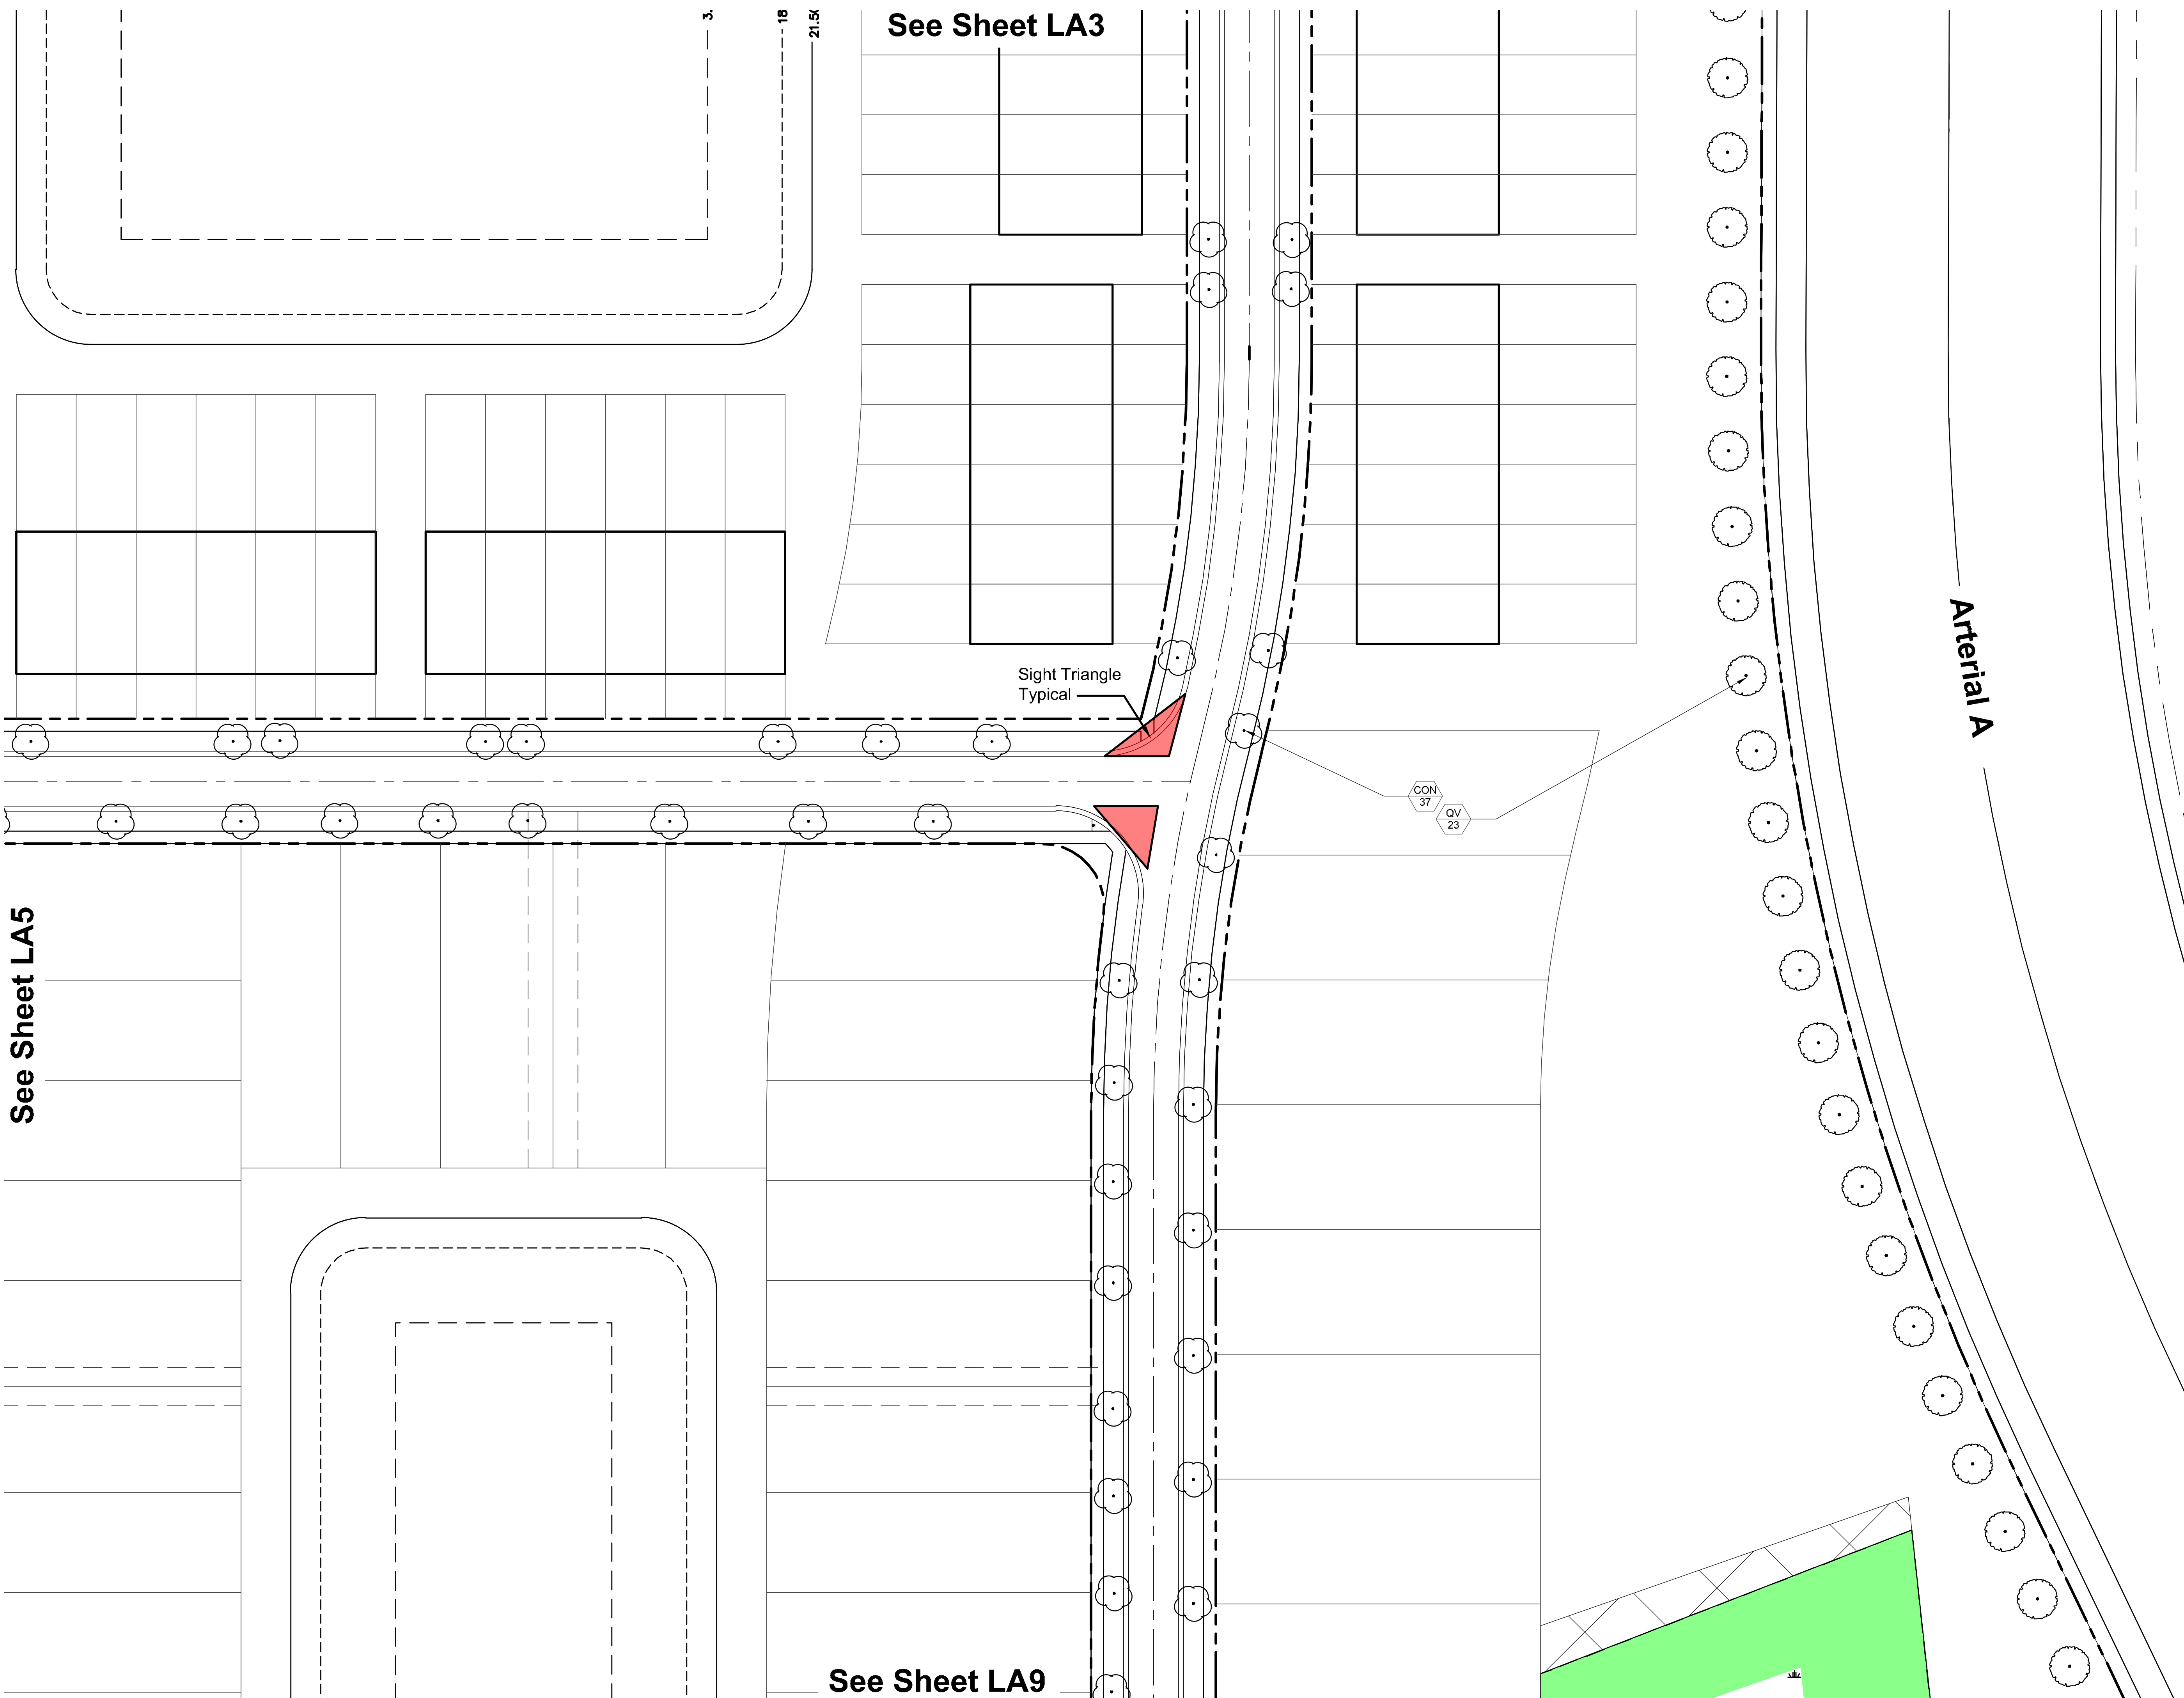 See Sheet LA3
3.
18
21.50
Arterial A
Sight Triangle
Typical
CON
37
QV
23
See Sheet LA5
See Sheet LA9